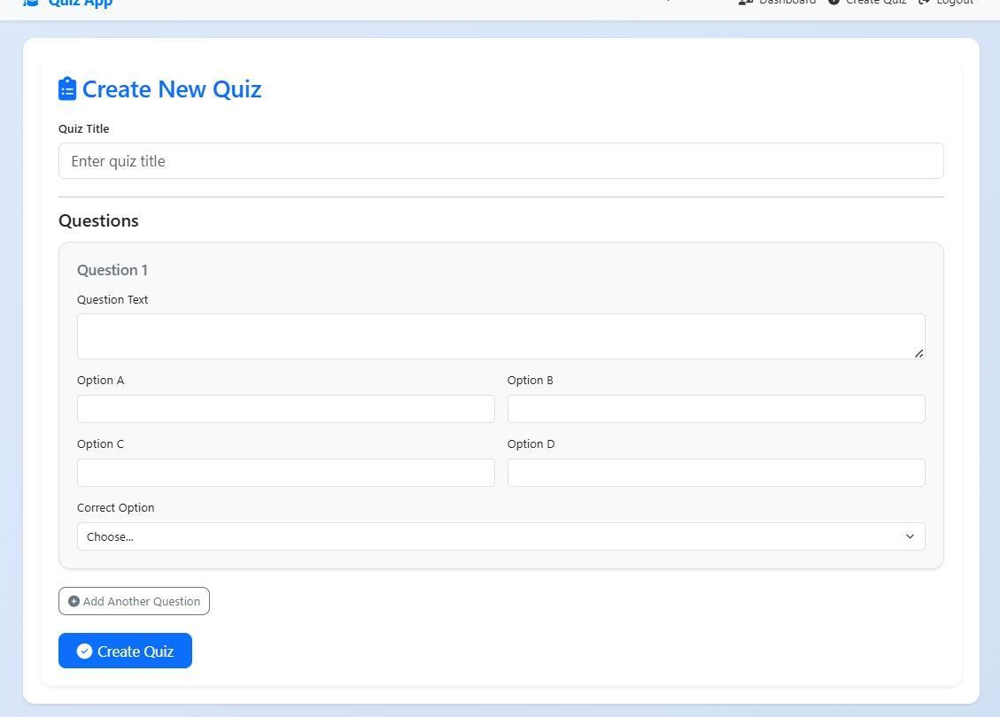 Quiz App
Dashboard Create Quiz Logout
Create New Quiz
Quiz Title
Enter quiz title
Questions
Question 1
Question Text
Option A Option B
Option C Option D
Correct Option
Choose...
Add Another Question
Create Quiz